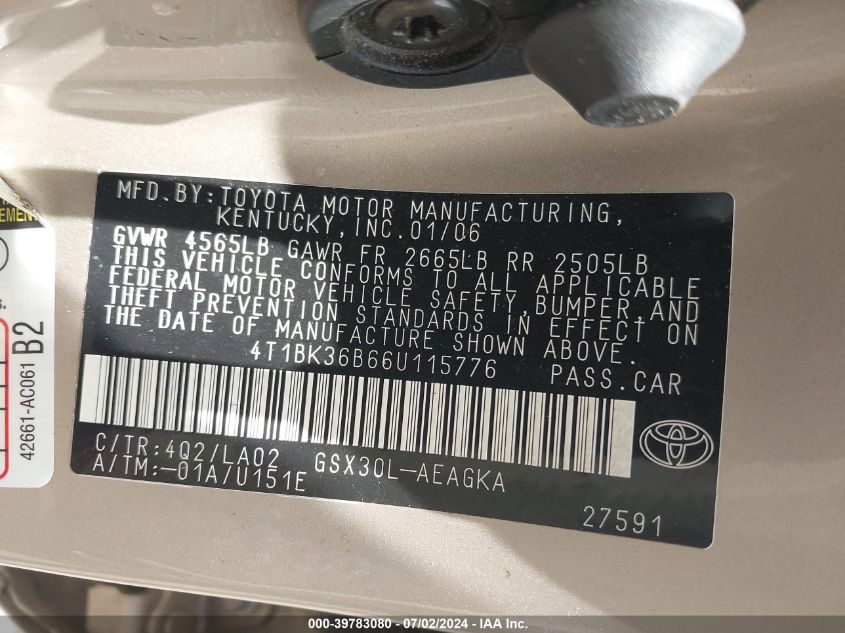 MFD.BY:TOYOTA MOTOR MANUFACTURING,
KENTUCKY, INC. 01/06
GVWR 4565LB GAWR FR 2665LB RR 2505LB
THIS VEHICLE CONFORMS TO ALL APPLICABLE
FEDERAL MOTOR VEHICLE SAFETY, BUMPER, AND
THEFT PREVENTION STANDARDS IN EFFECT ON
THE DATE OF MANUFACTURE SHOWN ABOVE.
4T1BK36B66U115776 PASS.CAR
C/TR:4Q2/LA02 GSX30L-AEAGKA
A/TM:-01A/U151E
27591
42661-AC061 B2
000-39783080 - 07/02/2024 - IAAI.com